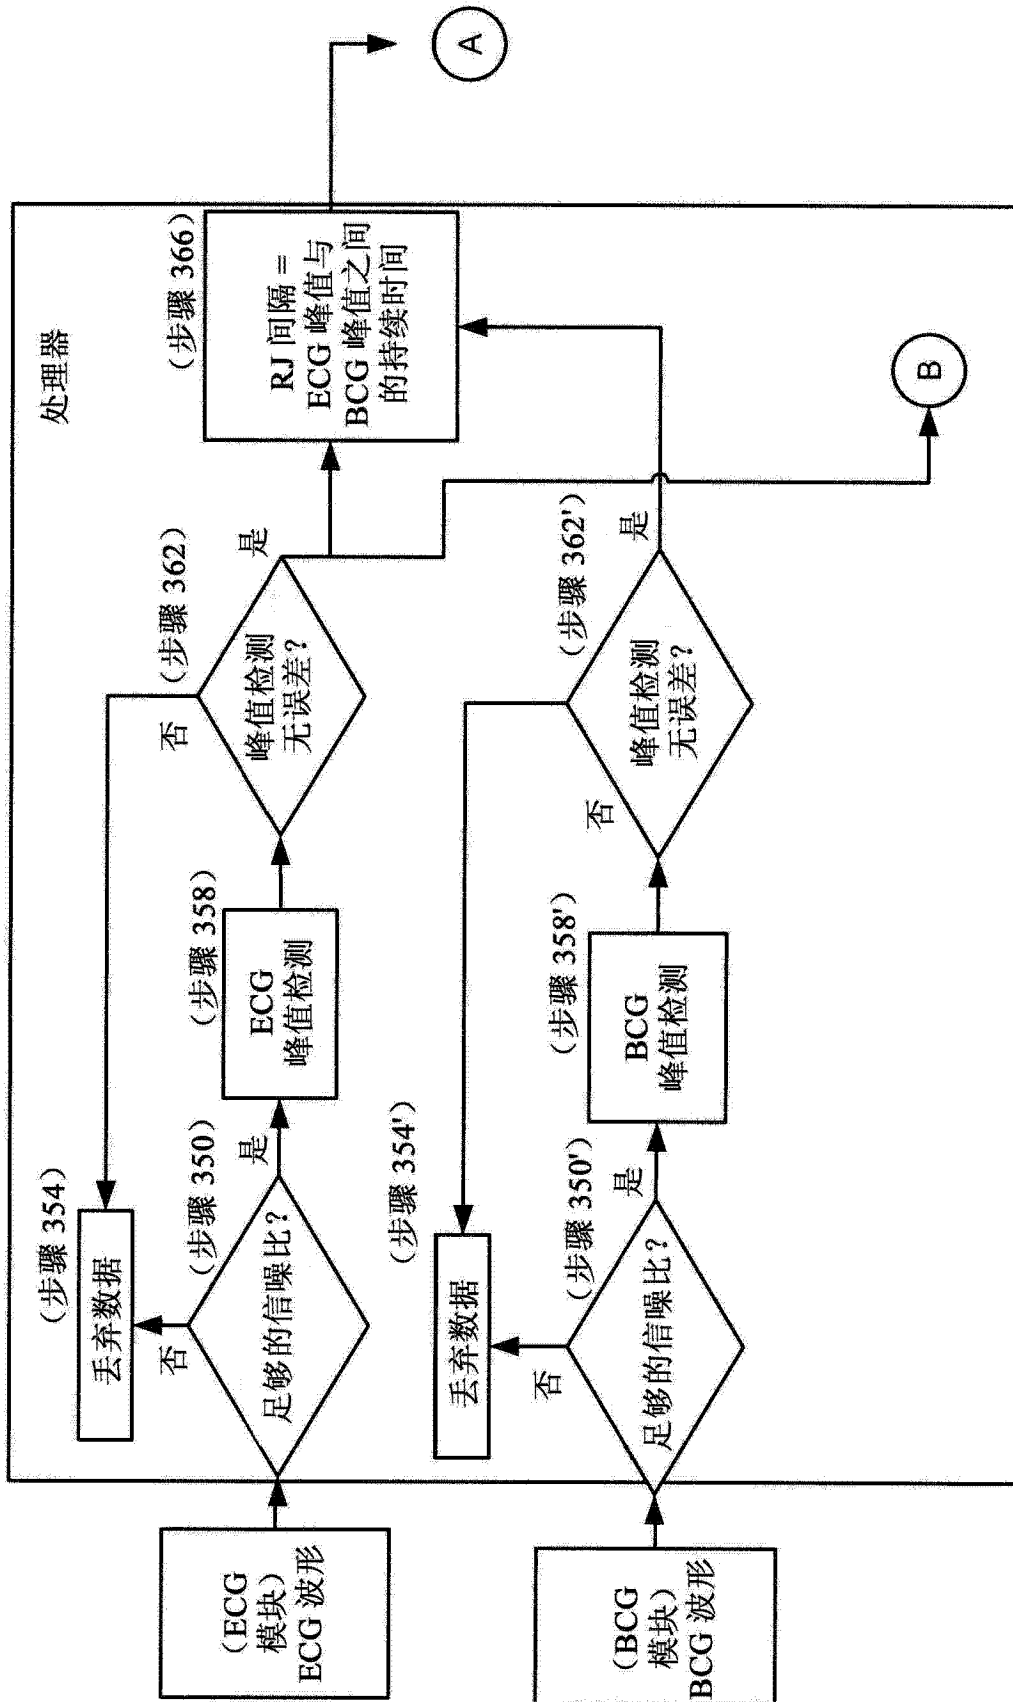 处理器
(ECG
模块)
ECG 波形
足够的信噪比?
(步骤 350)
否
是
丢弃数据
(步骤 354)
ECG
峰值检测
(步骤 358)
峰值检测
无误差?
(步骤 362)
否
是
RJ 间隔 =
ECG 峰值与
BCG 峰值之间
的持续时间
(步骤 366)
A
(BCG
模块)
BCG 波形
足够的信噪比?
(步骤 350')
否
是
丢弃数据
(步骤 354')
BCG
峰值检测
(步骤 358')
峰值检测
无误差?
(步骤 362')
否
是
B